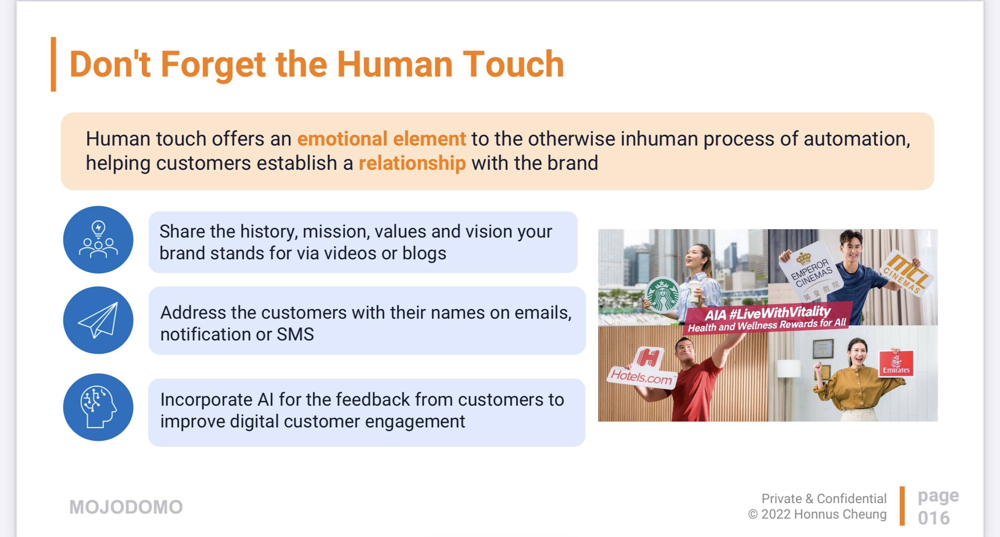 Don't Forget the Human Touch
Human touch offers an emotional element to the otherwise inhuman process of automation,
helping customers establish a relationship with the brand
Share the history, mission, values and vision your
brand stands for via videos or blogs
Address the customers with their names on emails,
notification or SMS
Incorporate AI for the feedback from customers to
improve digital customer engagement
EMPEROR
CINEMAS
英皇戲院
MCL
CINEMAS
AIA #LiveWithVitality
Health and Wellness Rewards for All
H
Hotels.com™
Emirates
MOJODOMO
Private & Confidential
© 2022 Honnus Cheung
page
016